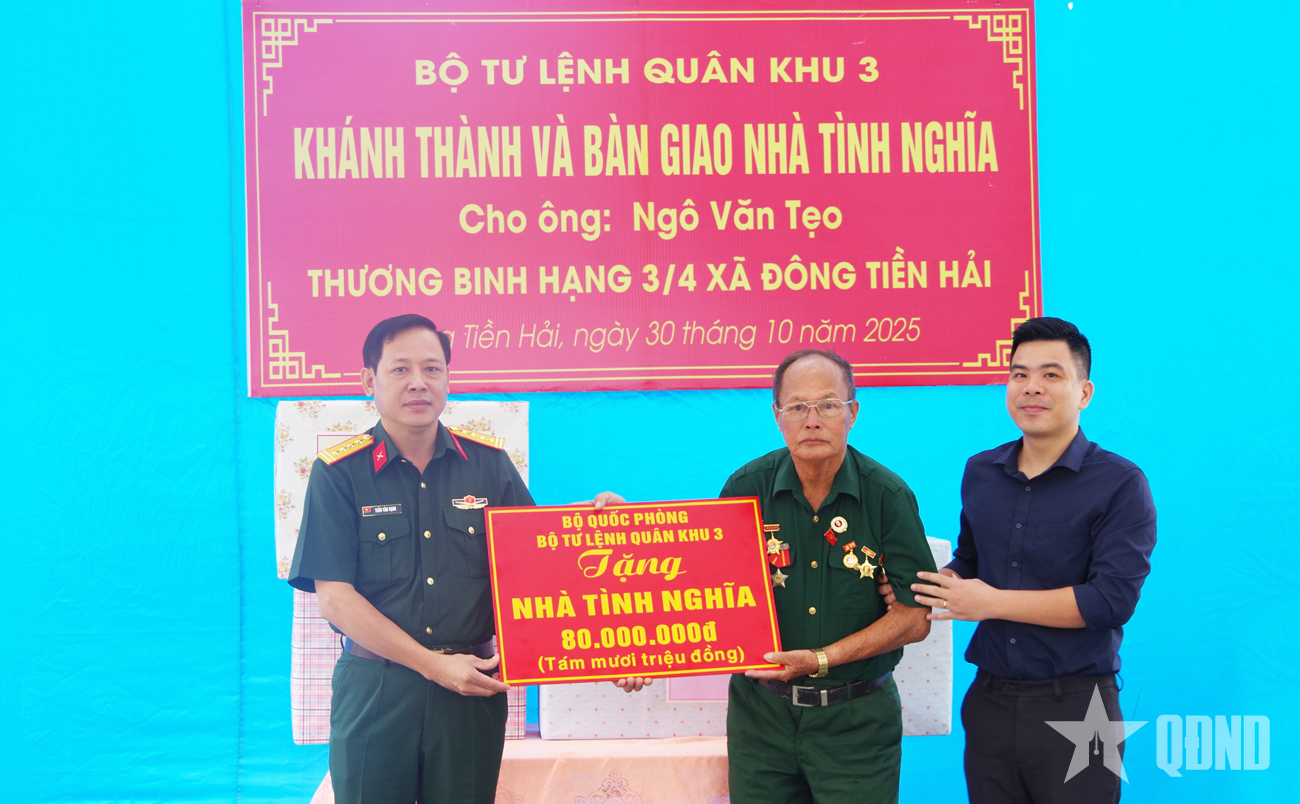 BỘ TƯ LỆNH QUÂN KHU 3
KHÁNH THÀNH VÀ BÀN GIAO NHÀ TÌNH NGHĨA
Cho ông: Ngô Văn Tẹo
THƯƠNG BINH HẠNG 3/4 XÃ ĐÔNG TIỀN HẢI
Tiền Hải, ngày 30 tháng 10 năm 2025
BỘ QUỐC PHÒNG
BỘ TƯ LỆNH QUÂN KHU 3
Tặng
NHÀ TÌNH NGHĨA
80.000.000đ
(Tám mươi triệu đồng)
QĐND